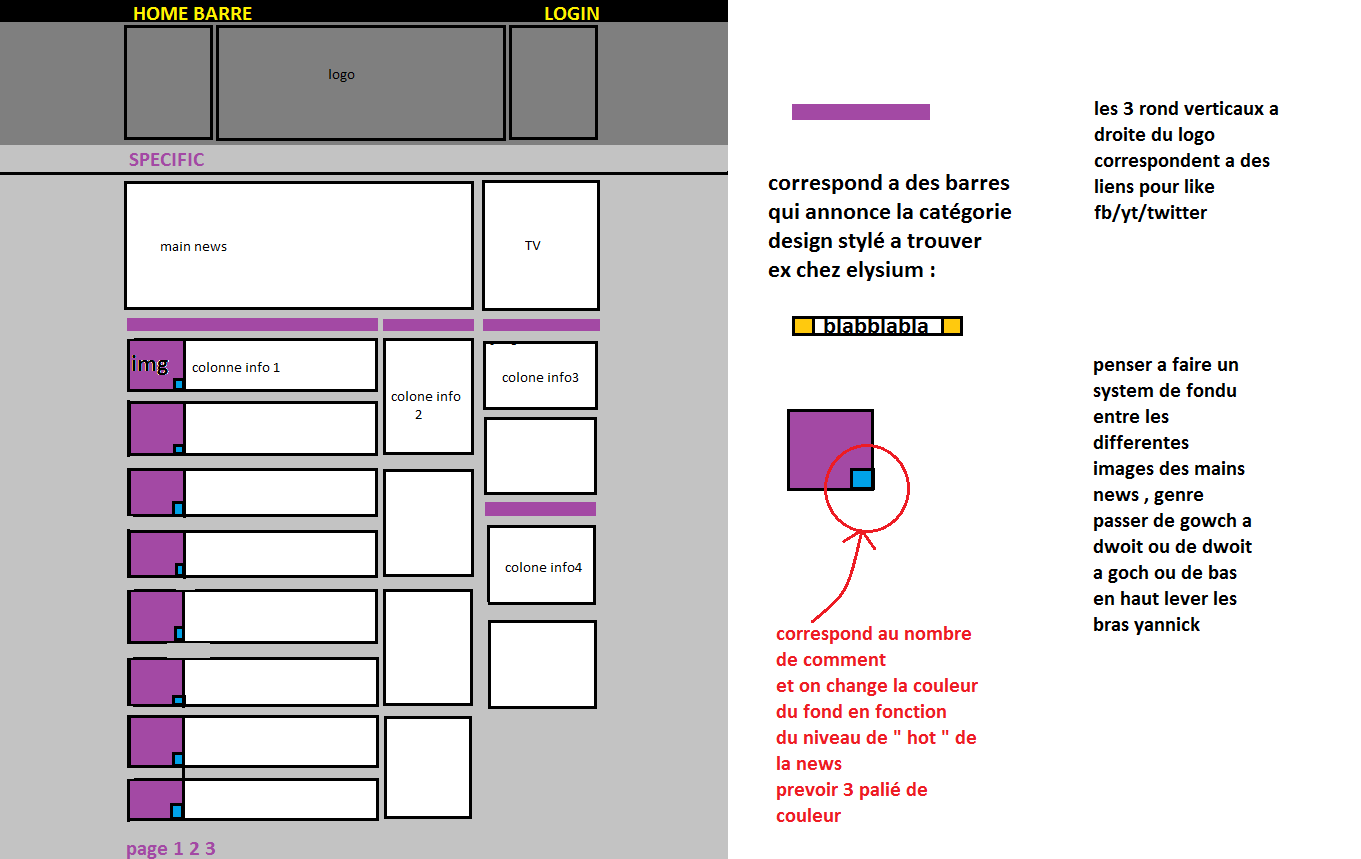 HOME BARRE LOGIN
logo
SPECIFIC
main news
TV
img
colonne info 1
colone info
2
colone info3
colone info4
page 1 2 3
correspond a des barres
qui annonce la catégorie
design stylé a trouver
ex chez elysium :
blabblabla
correspond au nombre
de comment
et on change la couleur
du fond en fonction
du niveau de " hot " de
la news
prevoir 3 palié de
couleur
les 3 rond verticaux a
droite du logo
correspondent a des
liens pour like
fb/yt/twitter
penser a faire un
system de fondu
entre les
differentes
images des mains
news , genre
passer de gowch a
dwoit ou de dwoit
a goch ou de bas
en haut lever les
bras yannick